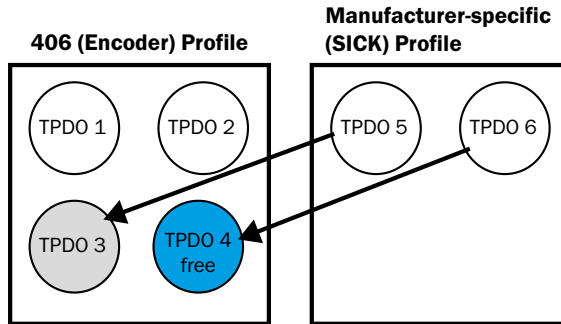 406 (Encoder) Profile
Manufacturer-specific
(SICK) Profile
TPDO 1
TPDO 2
TPDO 5
TPDO 6
TPDO 3
TPDO 4
free